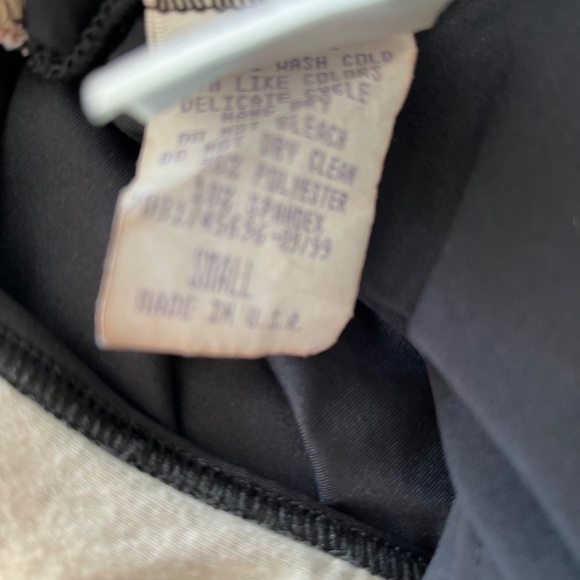 WASH COLD
LIKE COLORS
DELICATE CYCLE
DO NOT BLEACH
DO NOT DRY CLEAN
POLYESTER
SPANDEX
SMALL
MADE IN U.S.A.